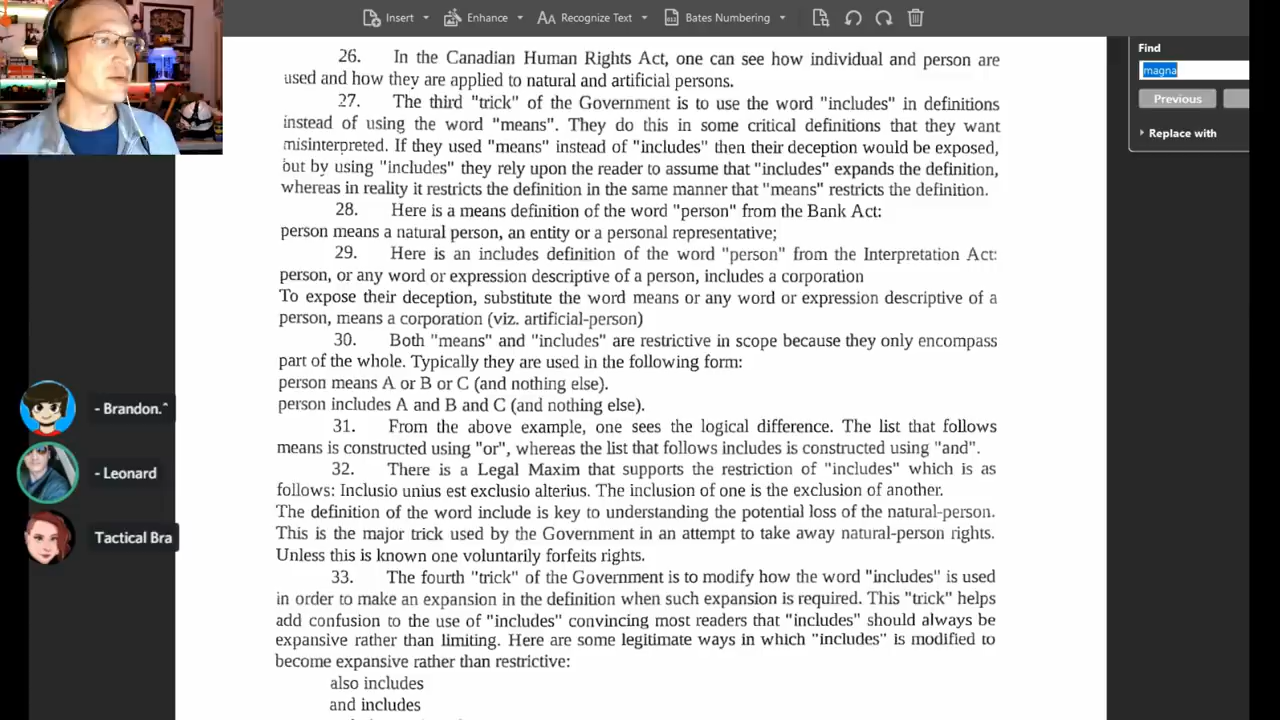 Insert
Enhance
Recognize Text
Bates Numbering
Find
magna
Previous
Replace with
26. In the Canadian Human Rights Act, one can see how individual and person are
used and how they are applied to natural and artificial persons.
27. The third "trick" of the Government is to use the word "includes" in definitions
instead of using the word "means". They do this in some critical definitions that they want
misinterpreted. If they used "means" instead of "includes" then their deception would be exposed,
but by using "includes" they rely upon the reader to assume that "includes" expands the definition,
whereas in reality it restricts the definition in the same manner that "means" restricts the definition.
28. Here is a means definition of the word "person" from the Bank Act:
person means a natural person, an entity or a personal representative;
29. Here is an includes definition of the word "person" from the Interpretation Act:
person, or any word or expression descriptive of a person, includes a corporation
To expose their deception, substitute the word means or any word or expression descriptive of a
person, means a corporation (viz. artificial-person)
30. Both "means" and "includes" are restrictive in scope because they only encompass
part of the whole. Typically they are used in the following form:
person means A or B or C (and nothing else).
person includes A and B and C (and nothing else).
31. From the above example, one sees the logical difference. The list that follows
means is constructed using "or", whereas the list that follows includes is constructed using "and".
32. There is a Legal Maxim that supports the restriction of "includes" which is as
follows: Inclusio unius est exclusio alterius. The inclusion of one is the exclusion of another.
The definition of the word include is key to understanding the potential loss of the natural-person.
This is the major trick used by the Government in an attempt to take away natural-person rights.
Unless this is known one voluntarily forfeits rights.
33. The fourth "trick" of the Government is to modify how the word "includes" is used
in order to make an expansion in the definition when such expansion is required. This "trick" helps
add confusion to the use of "includes" convincing most readers that "includes" should always be
expansive rather than limiting. Here are some legitimate ways in which "includes" is modified to
become expansive rather than restrictive:
also includes
and includes
- Brandon.^
- Leonard
Tactical Bra